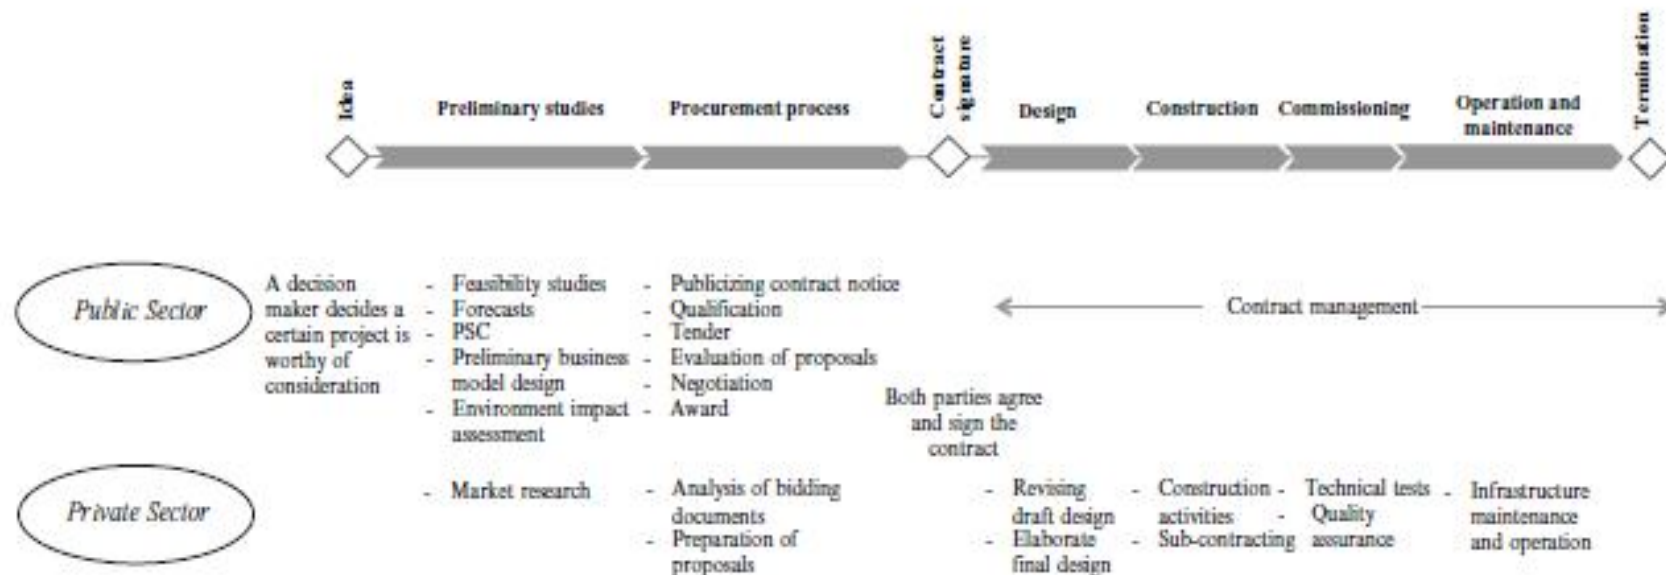 Idea
Preliminary studies
Procurement process
Contract
signature
Design
Construction
Commissioning
Operation and
maintenance
Termination
Public Sector
A decision
maker decides a
certain project is
worthy of
consideration
- Feasibility studies
- Forecasts
- PSC
- Preliminary business
model design
- Environment impact
assessment
- Publicizing contract notice
- Qualification
- Tender
- Evaluation of proposals
- Negotiation
- Award
Both parties agree
and sign the
contract
Contract management
Private Sector
- Market research
- Analysis of bidding
documents
- Preparation of
proposals
- Revising
draft design
- Elaborate
final design
- Construction
activities
- Sub-contracting
- Technical tests
- Quality
assurance
- Infrastructure
maintenance
and operation